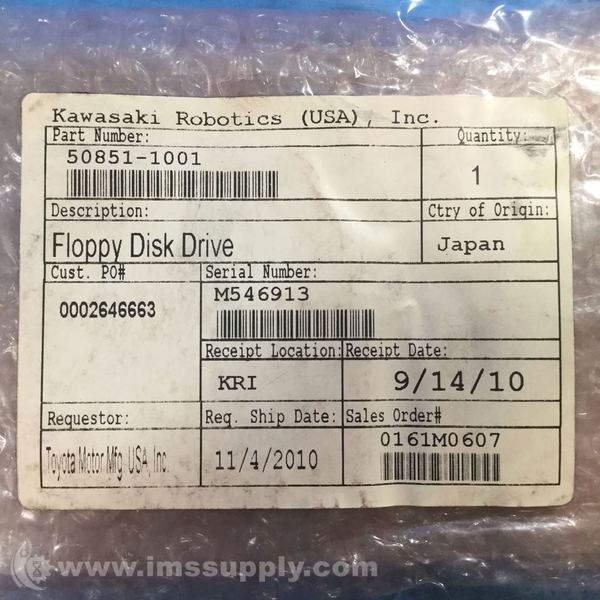 Kawasaki Robotics (USA), Inc.
Part Number:
50851-1001
Quantity:
1
Description:
Floppy Disk Drive
Ctry of Origin:
Japan
Cust. PO#
0002646663
Serial Number:
M546913
Receipt Location:
KRI
Receipt Date:
9/14/10
Requestor:
Toyota Motor Mfg. USA, Inc.
Req. Ship Date:
11/4/2010
Sales Order#
0161M0607
www.imssupply.com